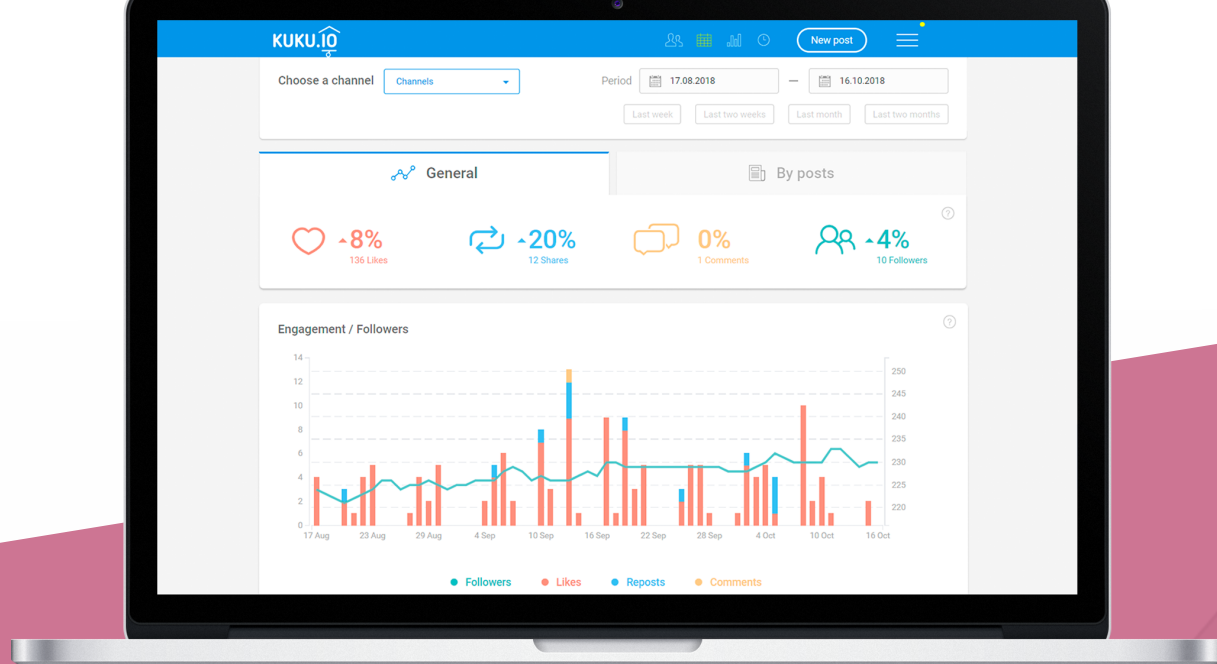 KUKU.IO
New post
Choose a channel Channels Period 17.08.2018 — 16.10.2018
Last week Last two weeks Last month Last two months
General By posts
?
8% 20% 0% 4%
136 Likes 12 Shares 1 Comments 10 Followers
?
Engagement / Followers
14
12
10
8
6
4
2
0
250
245
240
235
230
225
220
17 Aug 23 Aug 29 Aug 4 Sep 10 Sep 16 Sep 22 Sep 28 Sep 4 Oct 10 Oct 16 Oct
Followers Likes Reposts Comments